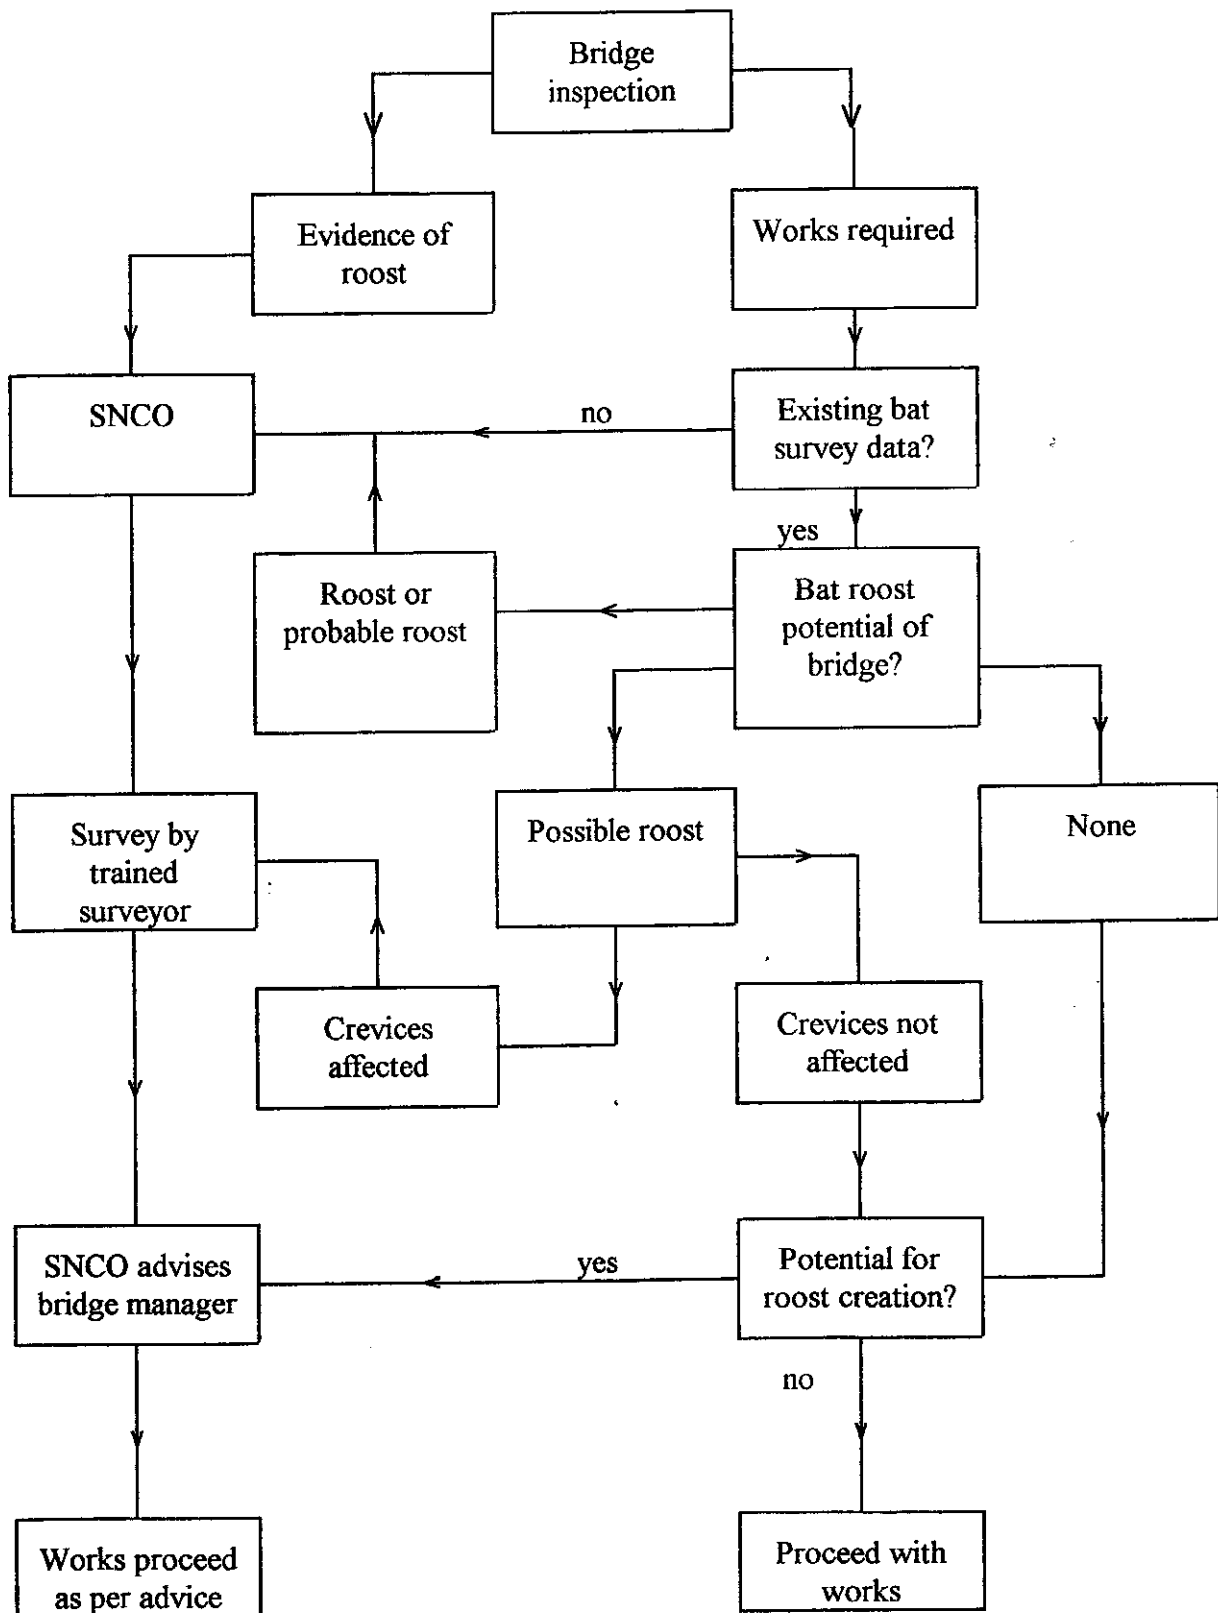 Bridge
inspection
Evidence of
roost
Works required
SNCO
no
Existing bat
survey data?
yes
Roost or
probable roost
Bat roost
potential of
bridge?
Survey by
trained
surveyor
Possible roost
None
Crevices
affected
Crevices not
affected
SNCO advises
bridge manager
yes
Potential for
roost creation?
no
Works proceed
as per advice
Proceed with
works